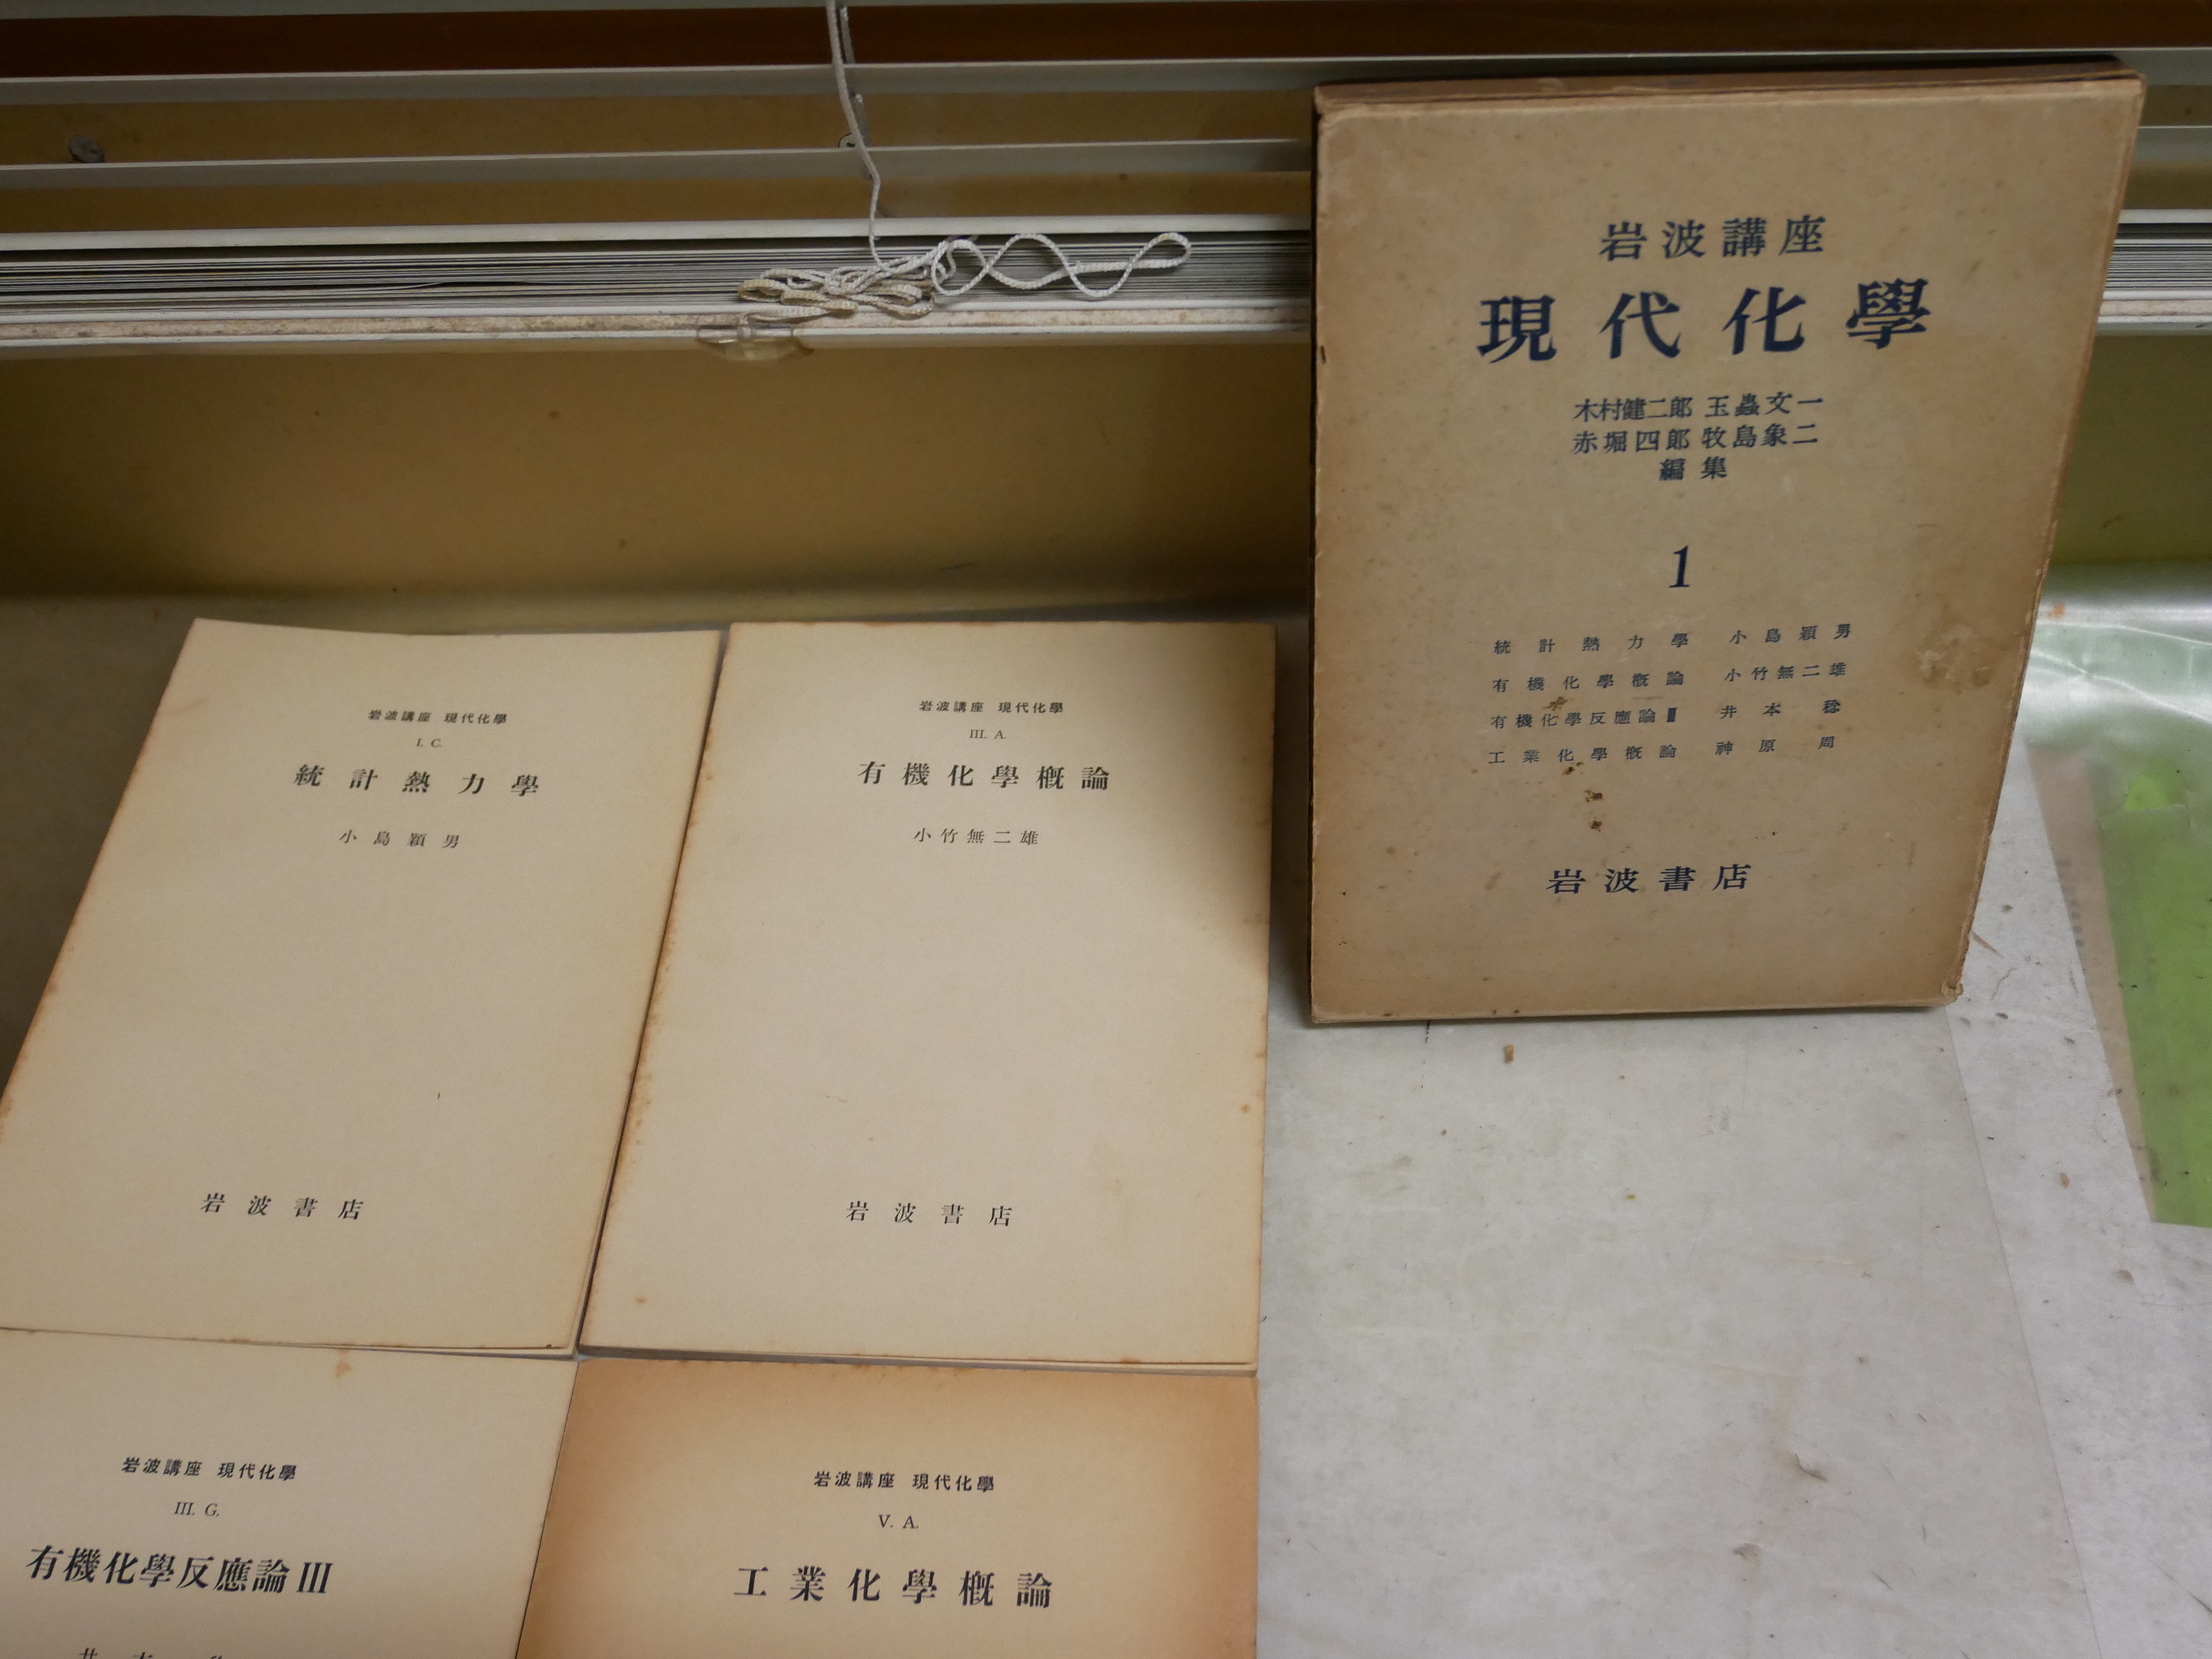 岩波講座
現代化學
木村健二郎 玉蟲文一
赤堀四郎 牧島象二
編集
1
統計熱力學 小島穎男
有機化學概論 小竹無二雄
有機化學反應論III 井本稔
工業化學概論 神原周
岩波書店
岩波講座 現代化學
I. C.
統計熱力學
小島穎男
岩波書店
岩波講座 現代化學
III. A.
有機化學概論
小竹無二雄
岩波書店
岩波講座 現代化學
III. G.
有機化學反應論III
岩波講座 現代化學
V. A.
工業化學概論